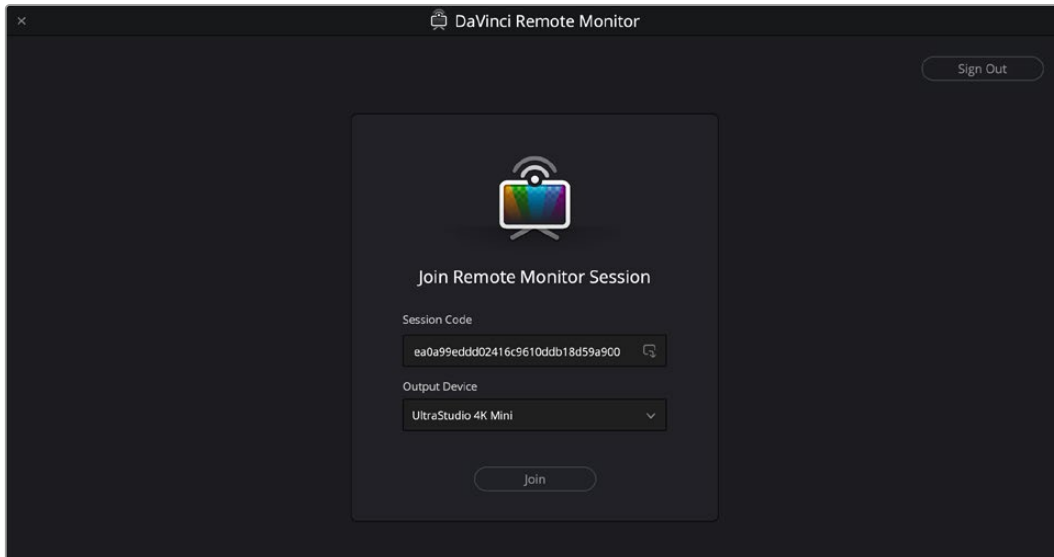 DaVinci Remote Monitor
Sign Out
Join Remote Monitor Session
Session Code
ea0a99eddd02416c9610ddb18d59a900
Output Device
UltraStudio 4K Mini
Join